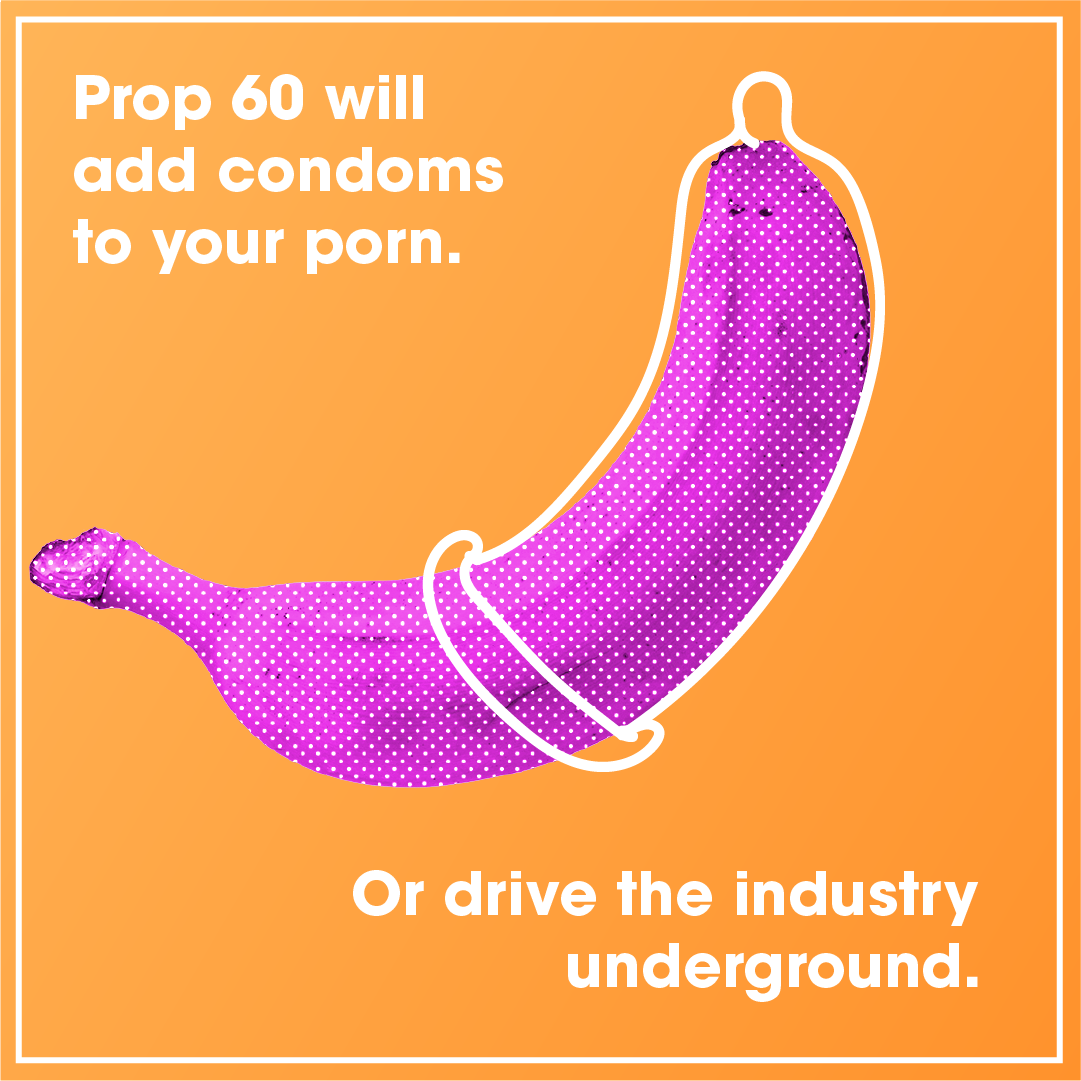 Prop 60 will
add condoms
to your porn.
Or drive the industry
underground.